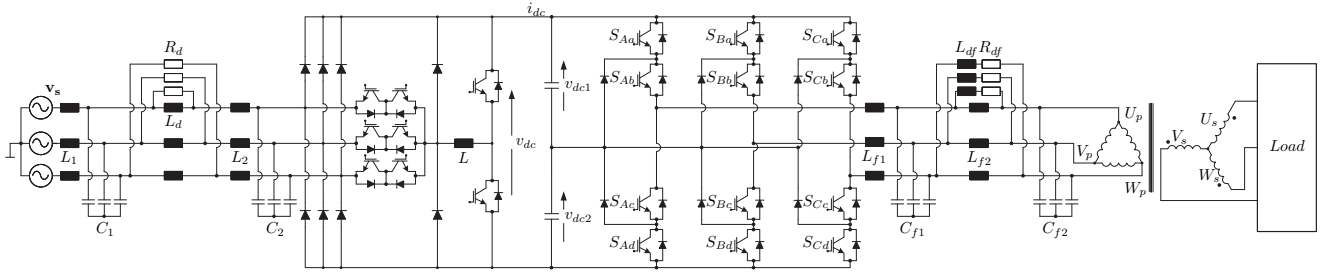 i_dc
R_d
v_s
L_d
L_1
L_2
C_1
C_2
L
v_dc
v_dc1
v_dc
v_dc2
S_Aa
S_Ba
S_Ca
S_Ab
S_Bb
S_Cb
S_Ac
S_Bc
S_Cc
S_Ad
S_Bd
S_Cd
L_df
R_df
L_f1
L_f2
C_f1
C_f2
U_p
V_p
W_p
U_s
V_s
W_s
Load